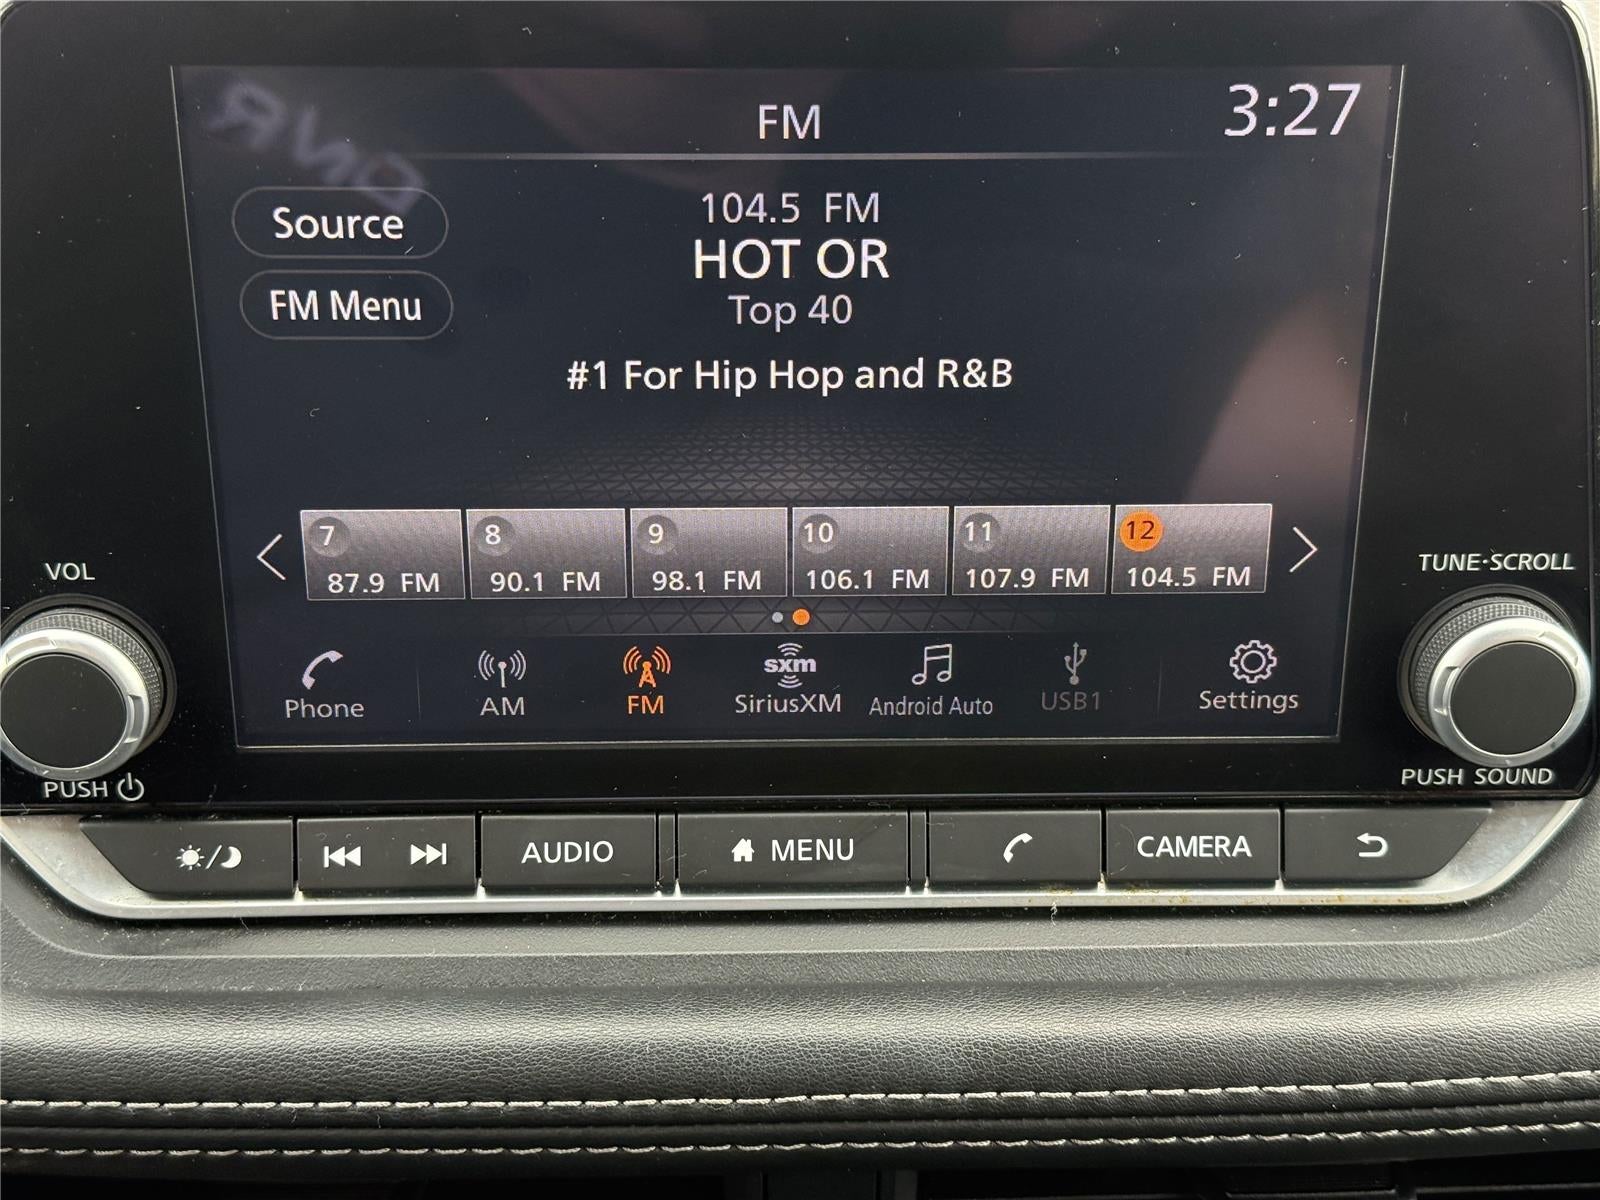 FM
3:27
Source
FM Menu
104.5 FM
HOT OR
Top 40
#1 For Hip Hop and R&B
7
87.9 FM
8
90.1 FM
9
98.1 FM
10
106.1 FM
11
107.9 FM
12
104.5 FM
VOL
TUNE·SCROLL
Phone
AM
FM
sxm
SiriusXM
Android Auto
USB1
Settings
PUSH
PUSH SOUND
AUDIO
MENU
CAMERA